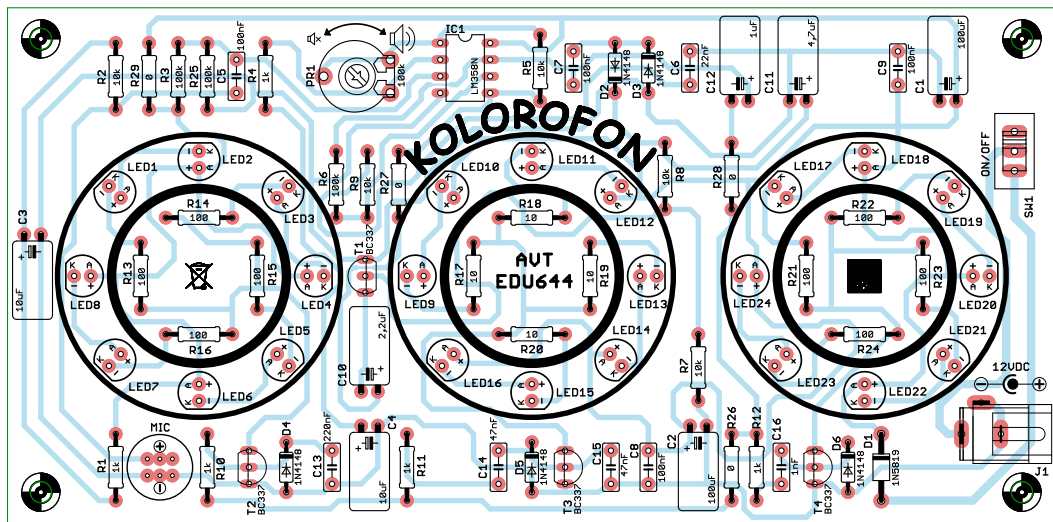 R2
10k
R29
0
R3
100k
R25
100k
C5
100nF
R4
1k
PR1
100k
IC1
LM358N
R5
10k
C7
100nF
D2
1N4148
D3
1N4148
C6
22nF
C12
1uF
+
C11
4,7uF
+
C9
100nF
C1
100uF
+
KOLOROFON
ON/OFF
SW1
LED1
LED2
LED3
LED4
LED5
LED6
LED7
LED8
R14
100
R13
100
R15
100
R16
100
C3
10uF
+
R6
100k
R9
10k
R27
0
T1
BC337
C10
2,2uF
+
LED10
LED11
LED12
LED13
LED14
LED15
LED16
LED9
R18
10
R17
10
R19
10
R20
10
AVT
EDU644
R8
10k
R28
0
LED17
LED18
LED19
LED20
LED21
LED22
LED23
LED24
R22
100
R21
100
R23
100
R24
100
R7
10k
12VDC
J1
R1
1k
MIC
R10
1k
T2
BC337
D4
1N4148
C13
220nF
C4
10uF
+
R11
1k
C14
47nF
D5
1N4148
T3
BC337
C15
47nF
C8
100nF
C2
100uF
+
R26
0
R12
1k
C16
1nF
T4
BC337
D6
1N4148
D1
1N5819